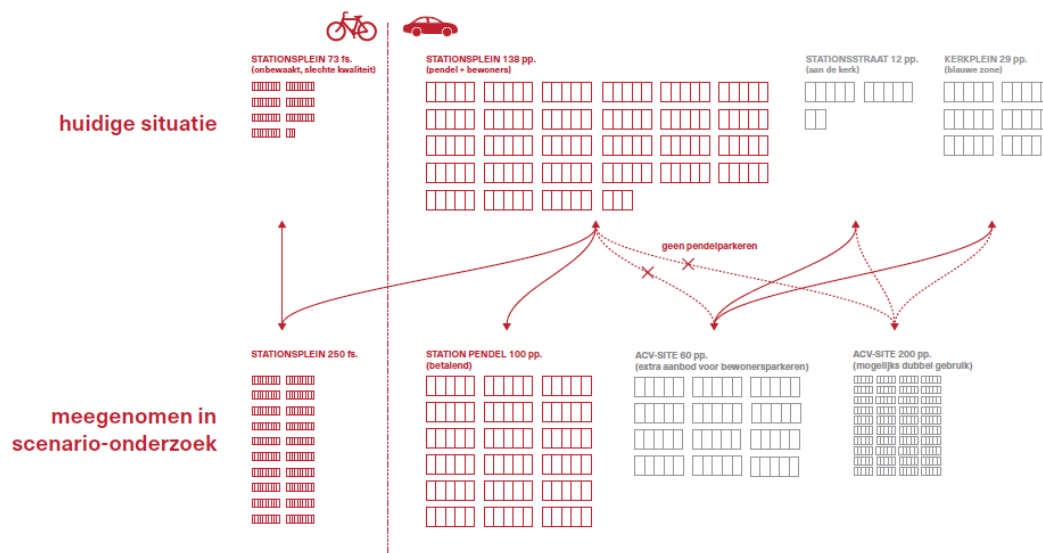 STATIONSPLEIN 73 fs.
(onbewaakt, slechte kwaliteit)
STATIONSPLEIN 138 pp.
(pendel + bewoners)
STATIONSSTRAAT 12 pp.
(aan de kerk)
KERKPLEIN 29 pp.
(blauwe zone)
huidige situatie
geen pendelparkeren
STATIONSPLEIN 250 fs.
STATION PENDEL 100 pp.
(betalend)
ACV-SITE 60 pp.
(extra aanbod voor bewonersparkeren)
ACV-SITE 200 pp.
(mogelijks dubbel gebruik)
meegenomen in
scenario-onderzoek